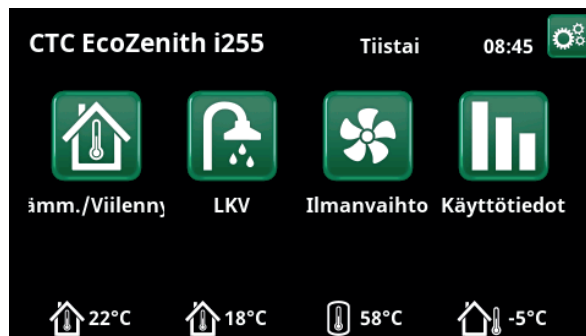 CTC EcoZenith i255 Tiistai 08:45
ämm./Viilenny LKV Ilmanvaihto Käyttötiedot
22°C 18°C 58°C -5°C